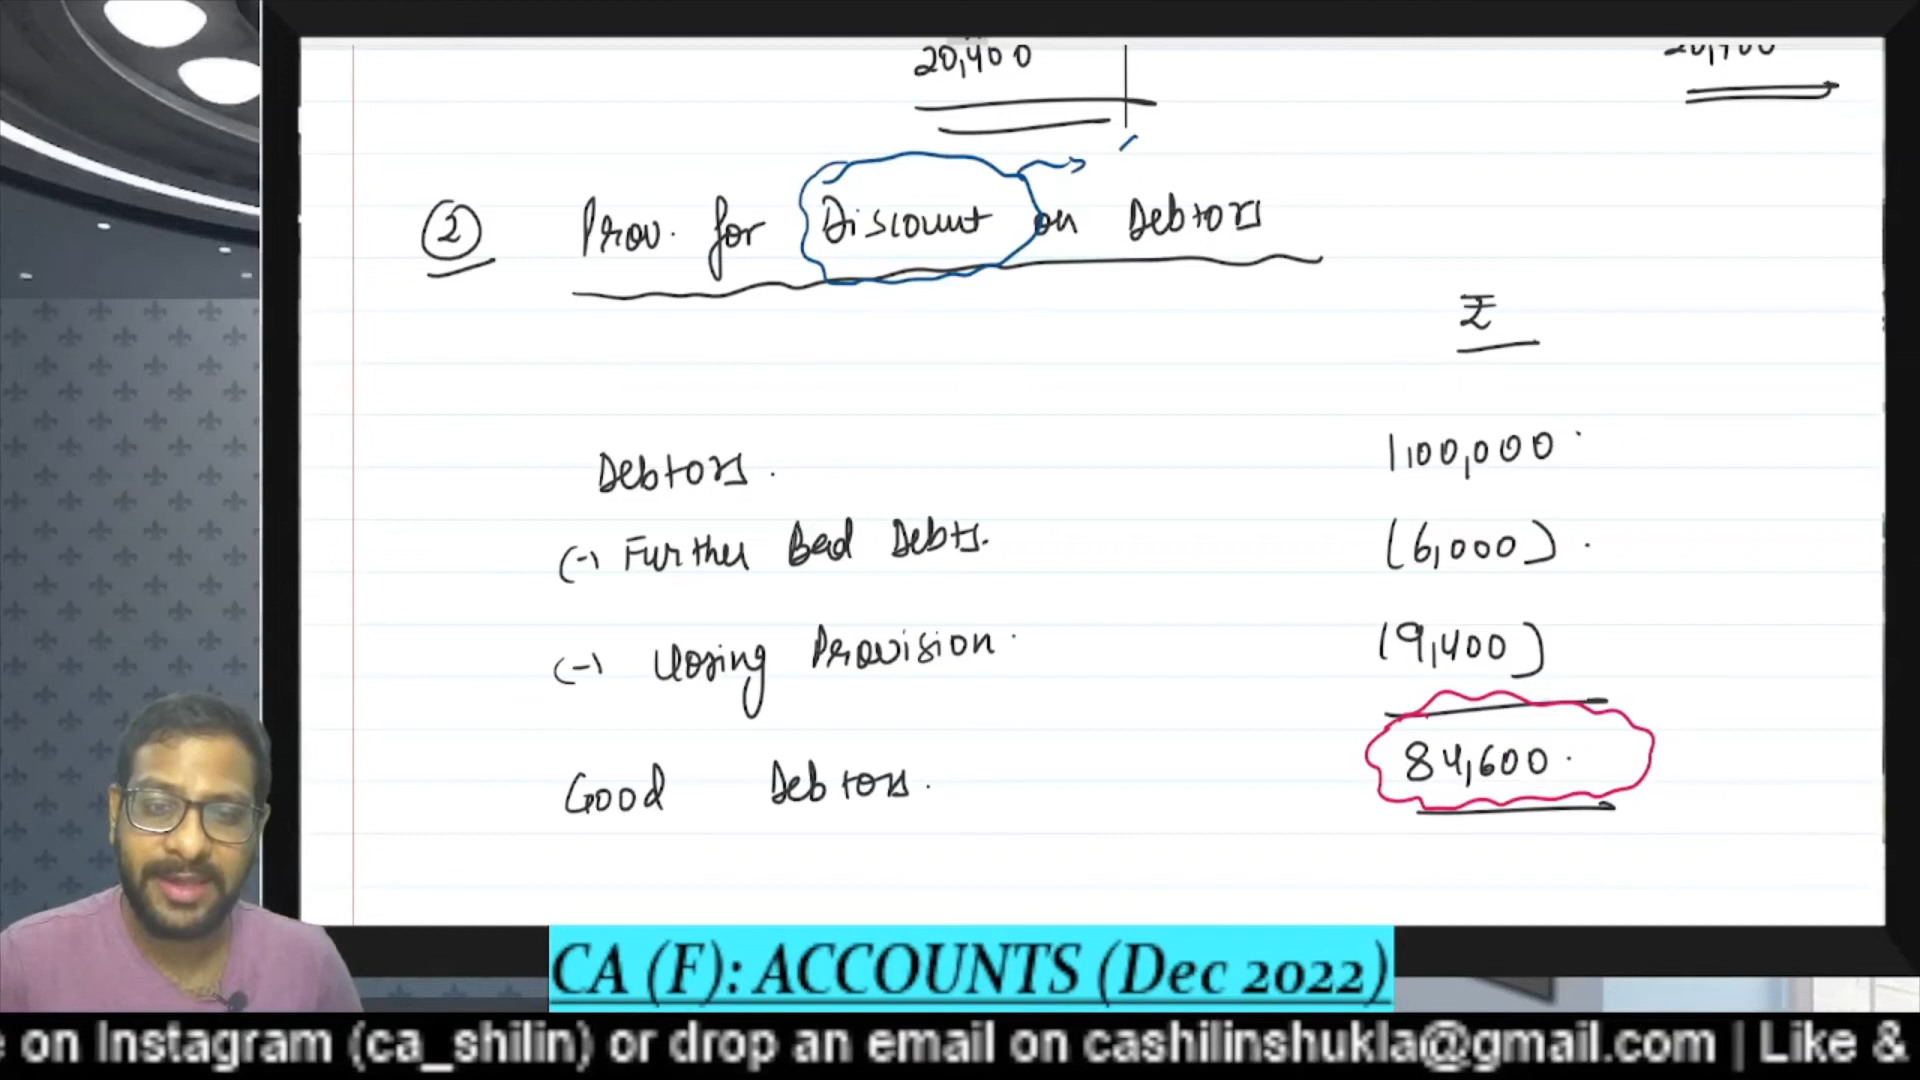 20,400
② Prov. for Discount on Debtors
₹
Debtors. 1,00,000
(-) Further Bad Debts. (6,000)
(-) Closing Provision. (9,400)
Good Debtors. 84,600
CA (F): ACCOUNTS (Dec 2022)
on Instagram (ca_shilin) or drop an email on cashilinshukla@gmail.com | Like &